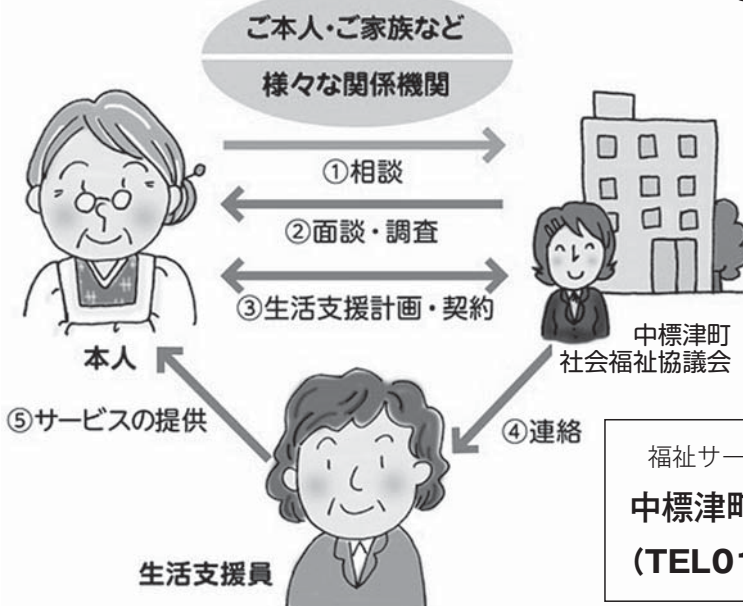 ご本人・ご家族など
様々な関係機関
①相談
②面談・調査
③生活支援計画・契約
中標津町
社会福祉協議会
本人
⑤サービスの提供
④連絡
福祉サー
中標津町
(TEL01
生活支援員